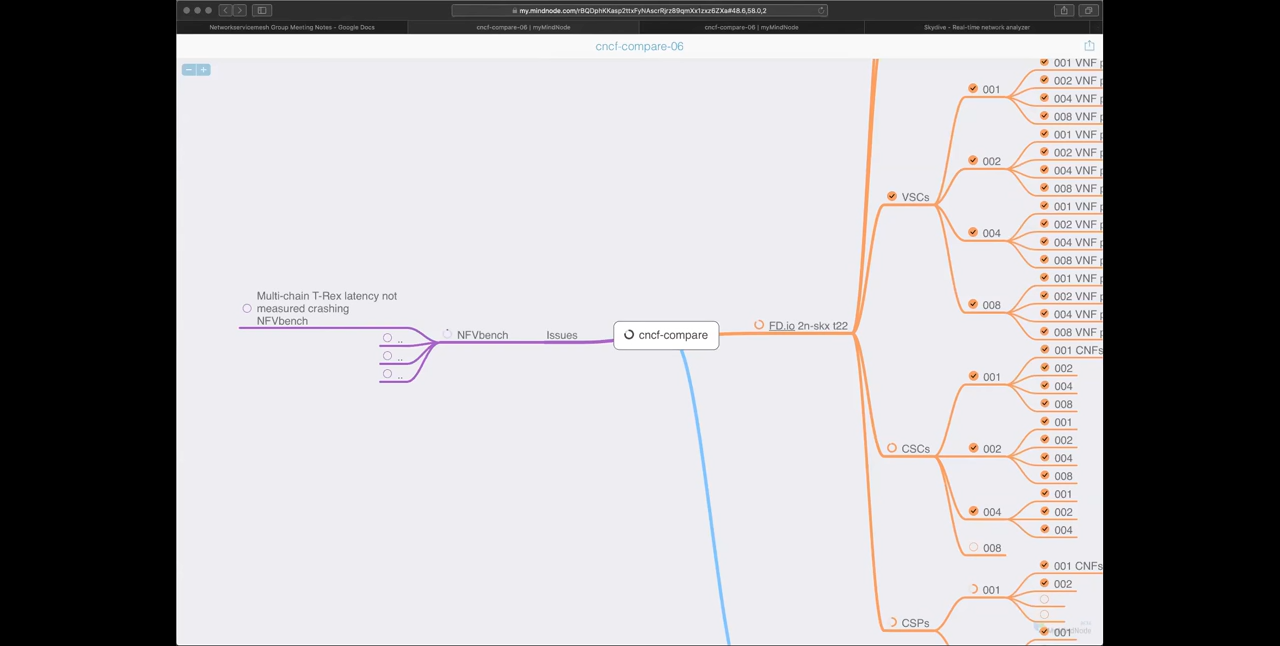 my.mindnode.com/r8QDphKKasp2ttxFyNAscrRjrz89qmXx1zxz6ZXa#48.6,58.0,2
Networkservicemesh Group Meeting Notes - Google Docs
cncf-compare-06 | myMindNode
cncf-compare-06 | myMindNode
Skydive - Real-time network analyzer
cncf-compare-06
Multi-chain T-Rex latency not
measured crashing
NFVbench
..
..
..
NFVbench
Issues
cncf-compare
FD.io 2n-skx t22
VSCs
001
001 VNF p
002 VNF p
004 VNF p
008 VNF p
002
001 VNF p
002 VNF p
004 VNF p
008 VNF p
004
001 VNF p
002 VNF p
004 VNF p
008 VNF p
008
001 VNF p
002 VNF p
004 VNF p
008 VNF p
CSCs
001
001 CNFs
002
004
008
002
001
002
004
008
004
001
002
004
008
CSPs
001
001 CNFs
002
001